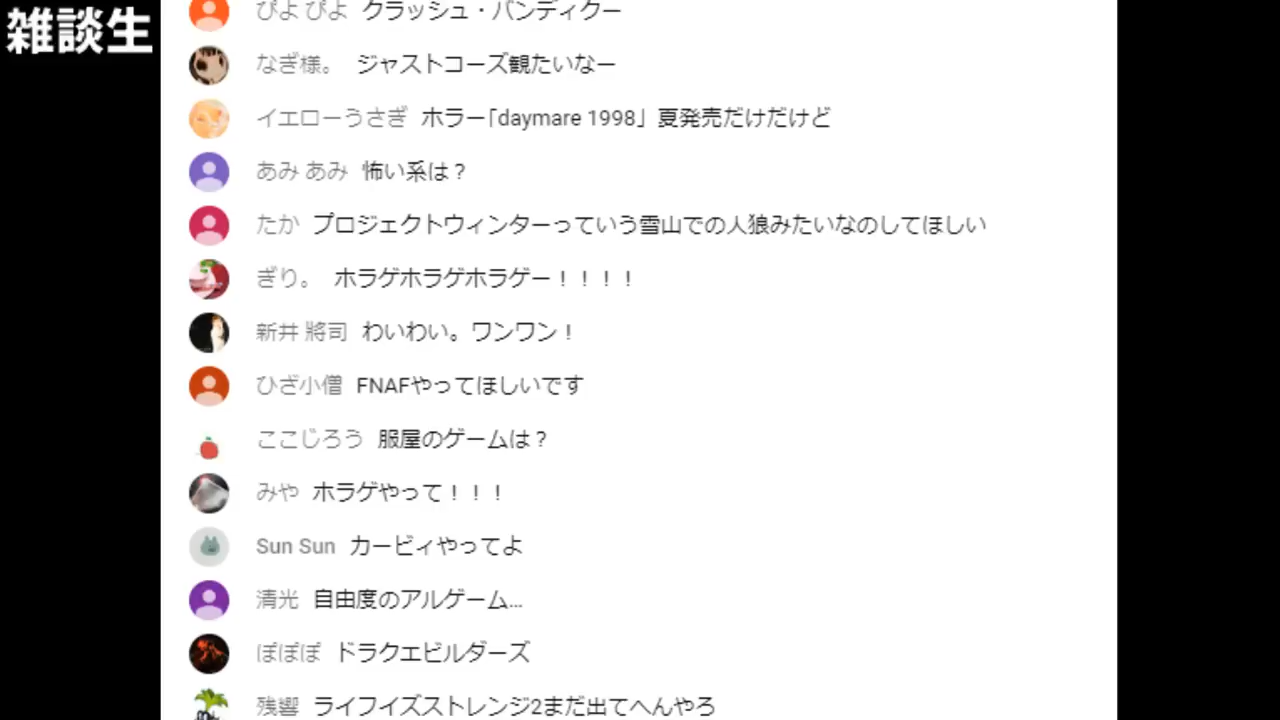 雑談生
ぴよ ぴよ クラッシュ・バンディクー
なぎ様。 ジャストコーズ観たいなー
イエローうさぎ ホラー「daymare 1998」夏発売だけだけど
あみ あみ 怖い系は？
たか プロジェクトウィンターっていう雪山での人狼みたいなのしてほしい
ぎり。 ホラゲホラゲホラゲー！！！！
新井 將司 わいわい。ワンワン！
ひざ小僧 FNAFやってほしいです
ここじろう 服屋のゲームは？
みや ホラゲやって！！！
Sun Sun カービィやってよ
清光 自由度のアルゲーム...
ぽぽぽ ドラクエビルダーズ
残響 ライフイズストレンジ2まだ出てへんやろ